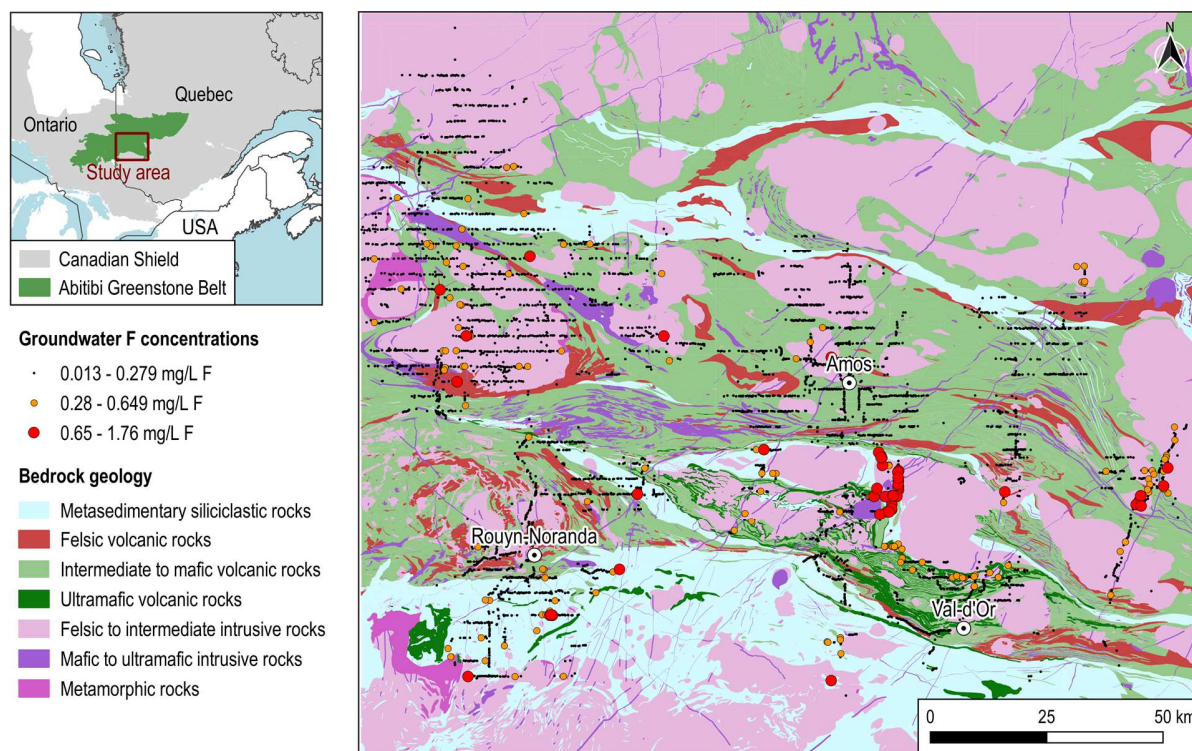 Quebec
Ontario
Study area
USA
Canadian Shield
Abitibi Greenstone Belt
Groundwater F concentrations
0.013 - 0.279 mg/L F
0.28 - 0.649 mg/L F
0.65 - 1.76 mg/L F
Bedrock geology
Metasedimentary siliciclastic rocks
Felsic volcanic rocks
Intermediate to mafic volcanic rocks
Ultramafic volcanic rocks
Felsic to intermediate intrusive rocks
Mafic to ultramafic intrusive rocks
Metamorphic rocks
N
Amos
Rouyn-Noranda
Val-d'Or
0 25 50 km